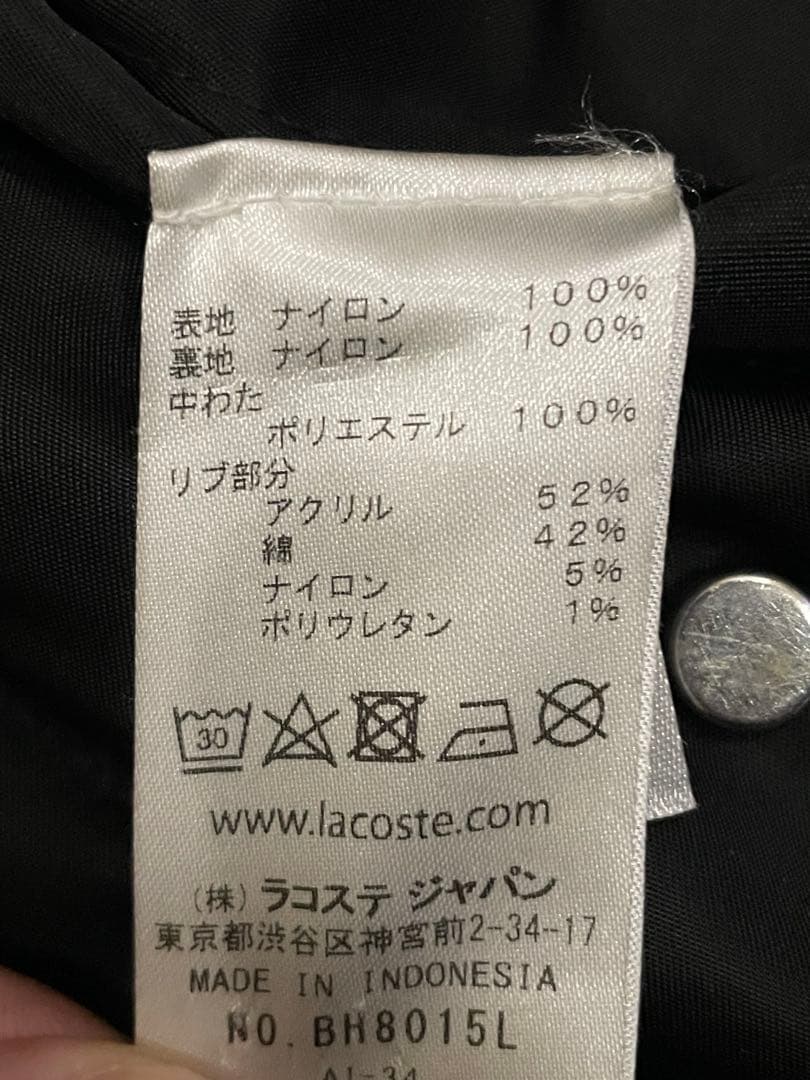 表地 ナイロン 100%
裏地 ナイロン 100%
中わた
ポリエステル 100%
リブ部分
アクリル 52%
綿 42%
ナイロン 5%
ポリウレタン 1%
30
www.lacoste.com
(株) ラコステ ジャパン
東京都渋谷区神宮前2-34-17
MADE IN INDONESIA
NO. BH8015L